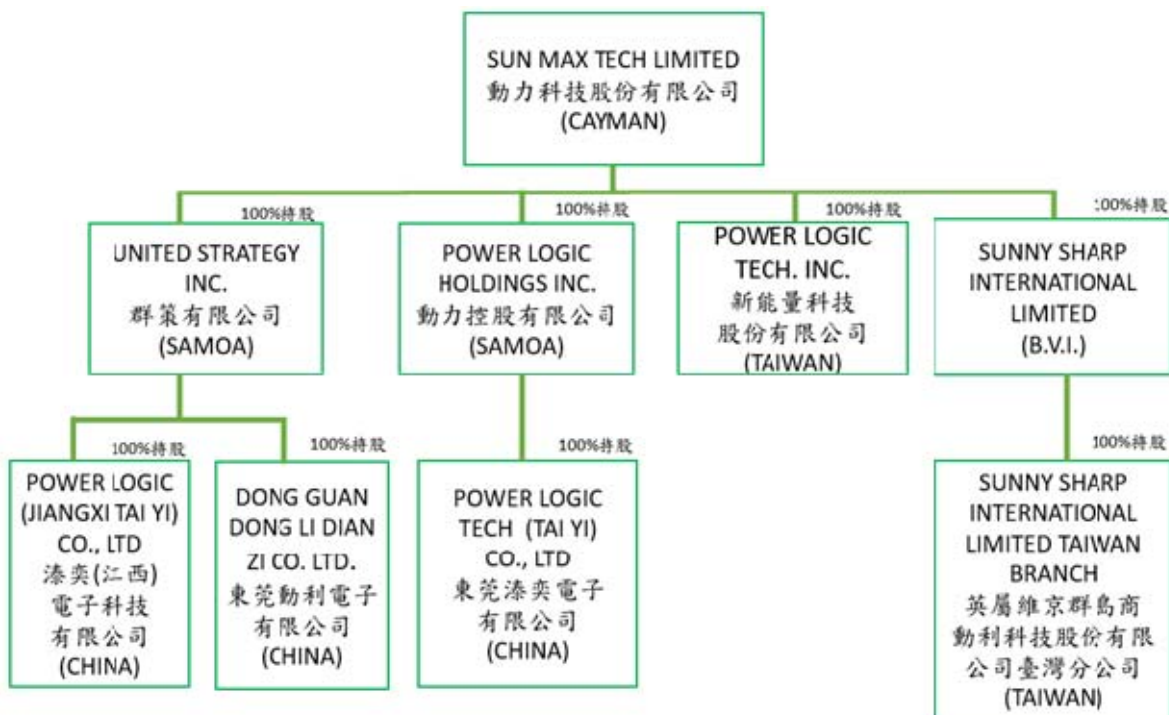 SUN MAX TECH LIMITED
動力科技股份有限公司
(CAYMAN)
100%持股
UNITED STRATEGY
INC.
群策有限公司
(SAMOA)
100%持股
POWER LOGIC
HOLDINGS INC.
動力控股有限公司
(SAMOA)
100%持股
POWER LOGIC
TECH. INC.
新能量科技
股份有限公司
(TAIWAN)
100%持股
SUNNY SHARP
INTERNATIONAL
LIMITED
(B.V.I.)
100%持股
POWER LOGIC
(JIANGXI TAI YI)
CO., LTD
漆奕(江西)
電子科技
有限公司
(CHINA)
100%持股
DONG GUAN
DONG LI DIAN
ZI CO. LTD.
東莞動利電子
有限公司
(CHINA)
100%持股
POWER LOGIC
TECH (TAI YI)
CO., LTD
東莞漆奕電子
有限公司
(CHINA)
100%持股
SUNNY SHARP
INTERNATIONAL
LIMITED TAIWAN
BRANCH
英屬維京群島商
動利科技股份有限
公司臺灣分公司
(TAIWAN)